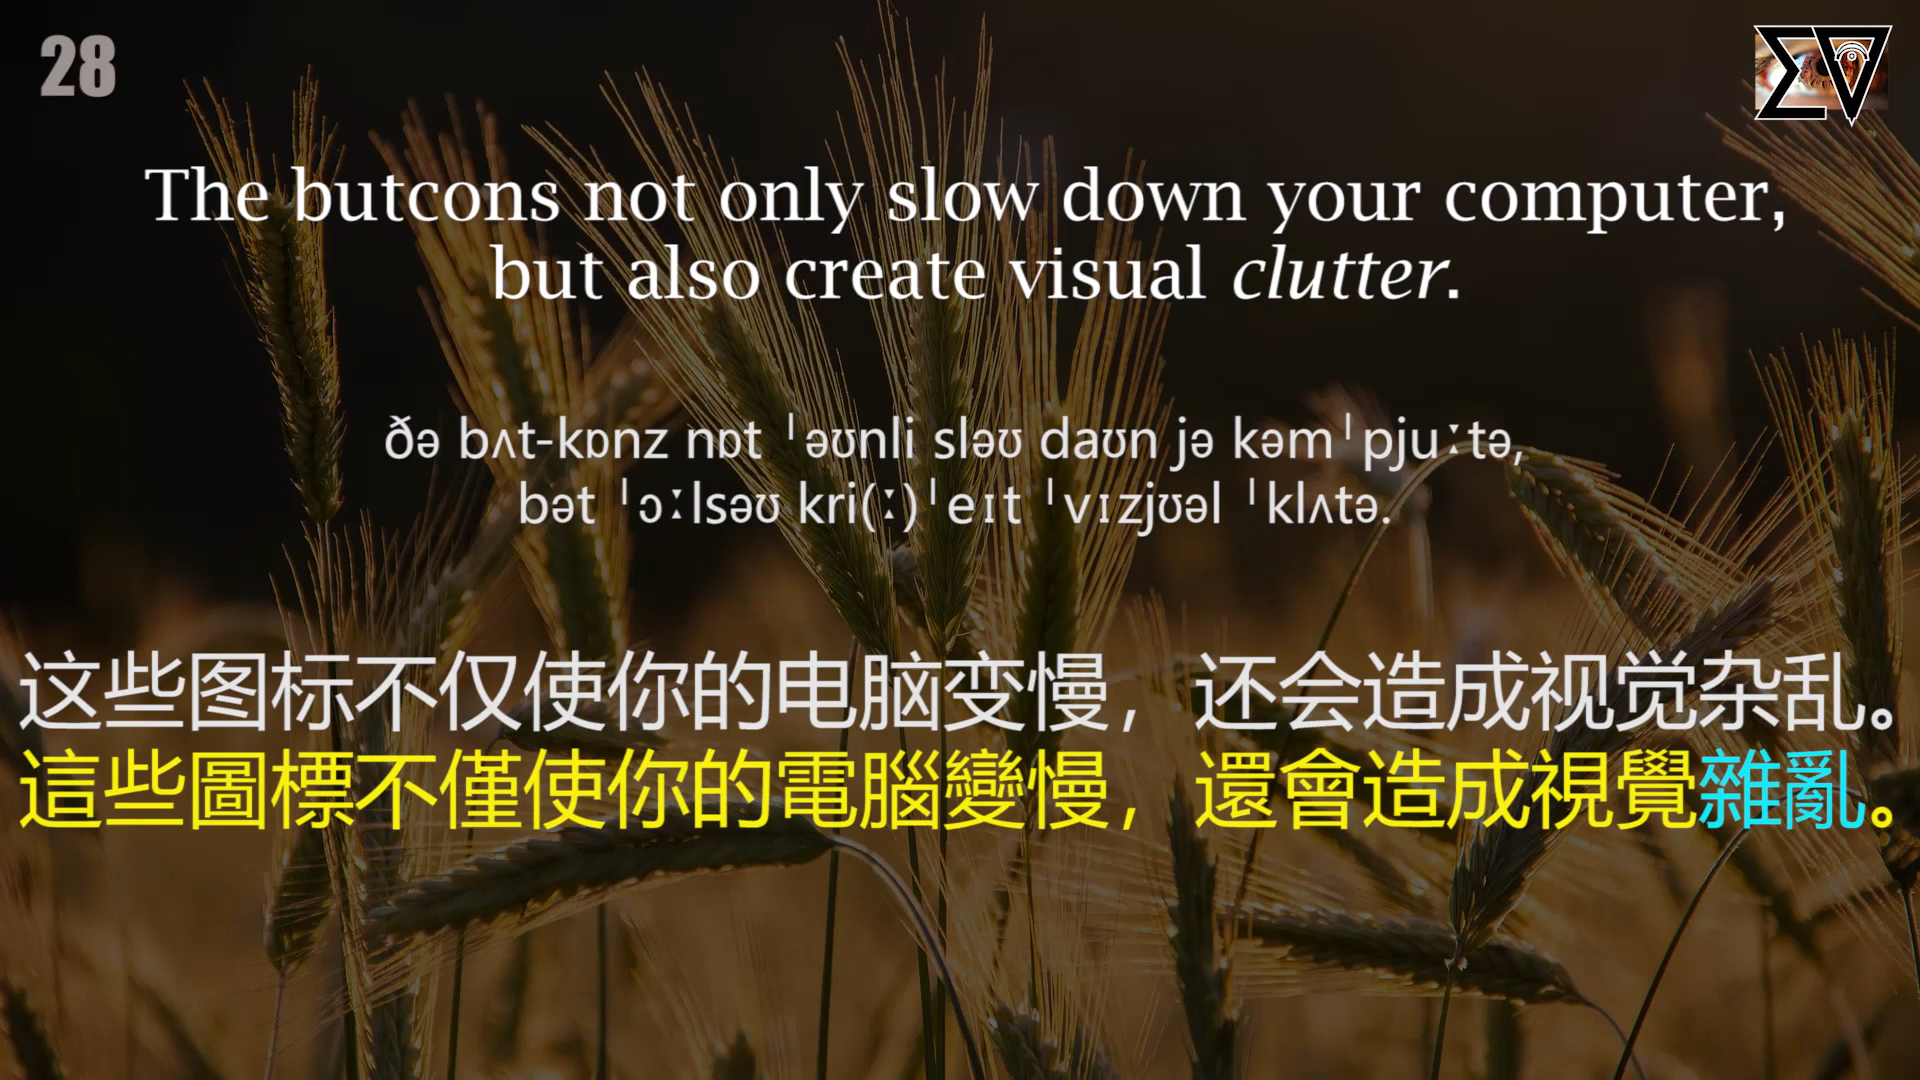 28
The butcons not only slow down your computer,
but also create visual clutter.
ðə bʌt-kɒnz nɒt ˈəʊnli sləʊ daʊn jə kəmˈpjuːtə,
bət ˈɔːlsəʊ kri(ː)ˈeɪt ˈvɪzjʊəl ˈklʌtə.
这些图标不仅使你的电脑变慢，还会造成视觉杂乱。
這些圖標不僅使你的電腦變慢，還會造成視覺雜亂。